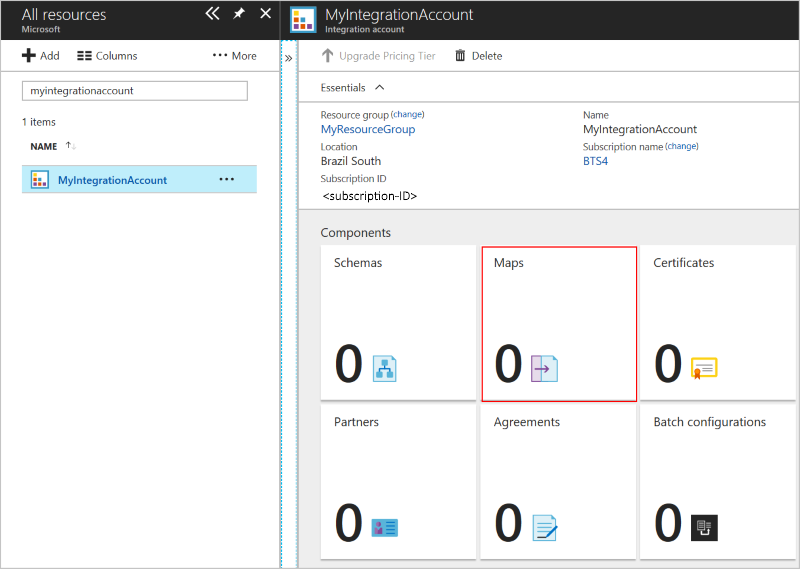 All resources
Microsoft
Add Columns More
myintegrationaccount
1 items
NAME
MyIntegrationAccount
MyIntegrationAccount
Integration account
Upgrade Pricing Tier Delete
Essentials
Resource group (change)
MyResourceGroup
Location
Brazil South
Subscription ID
<subscription-ID>
Name
MyIntegrationAccount
Subscription name (change)
BTS4
Components
Schemas
0
Maps
0
Certificates
0
Partners
0
Agreements
0
Batch configurations
0